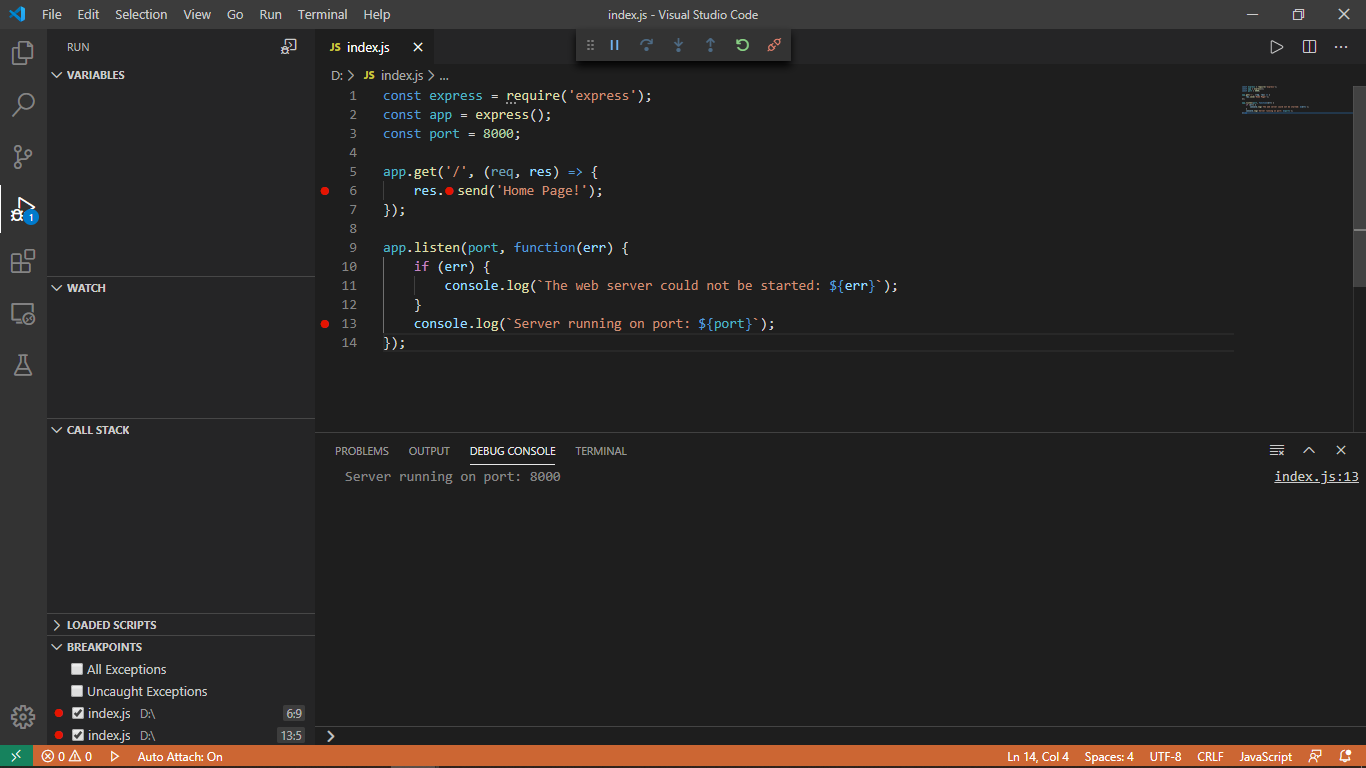 File Edit Selection View Go Run Terminal Help
index.js - Visual Studio Code
RUN
VARIABLES
WATCH
CALL STACK
LOADED SCRIPTS
BREAKPOINTS
All Exceptions
Uncaught Exceptions
index.js D:\ 6:9
index.js D:\ 13:5
1
JS index.js
D: > JS index.js > ...
1 const express = require('express');
2 const app = express();
3 const port = 8000;
4
5 app.get('/', (req, res) => {
6 res.send('Home Page!');
7 });
8
9 app.listen(port, function(err) {
10 if (err) {
11 console.log(`The web server could not be started: ${err}`);
12 }
13 console.log(`Server running on port: ${port}`);
14 });
PROBLEMS OUTPUT DEBUG CONSOLE TERMINAL
Server running on port: 8000 index.js:13
0 0 Auto Attach: On Ln 14, Col 4 Spaces: 4 UTF-8 CRLF JavaScript